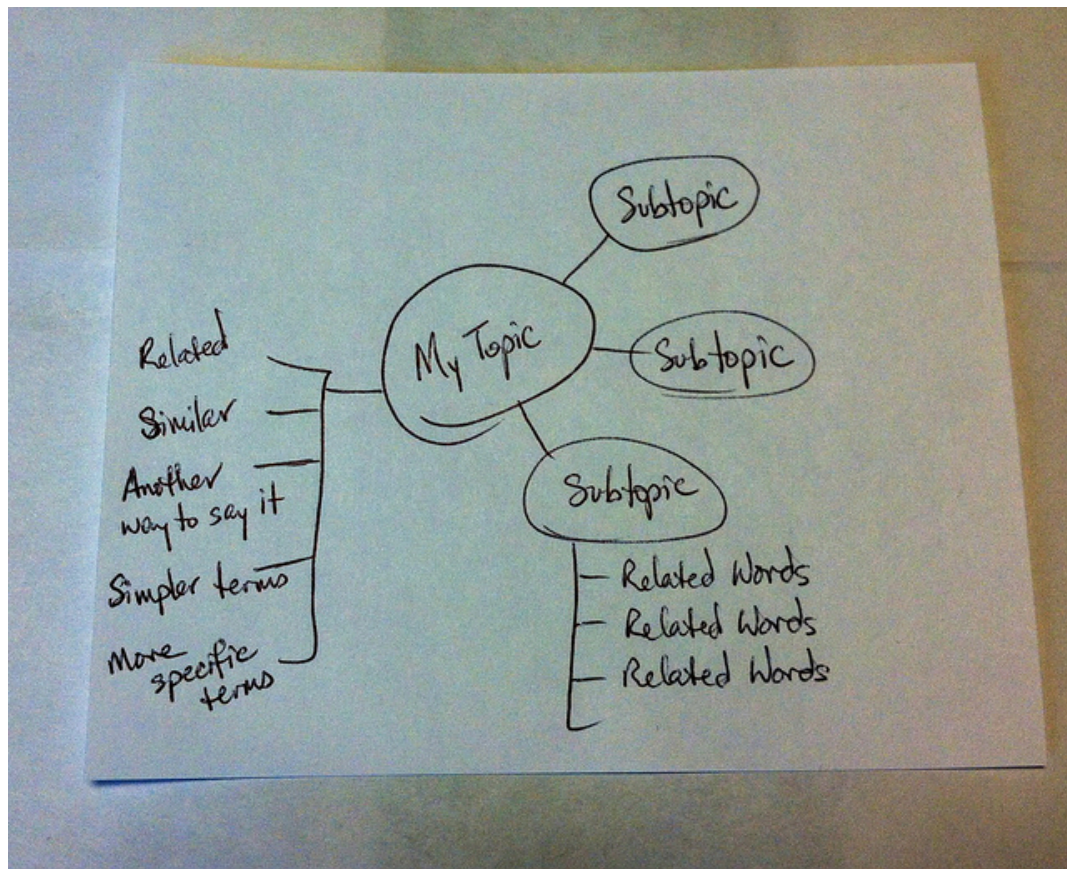 Subtopic
My Topic
Subtopic
Subtopic
Related Words
Related Words
Related Words
Related
Similar
Another
way to say it
Simpler terms
More
specific
terms